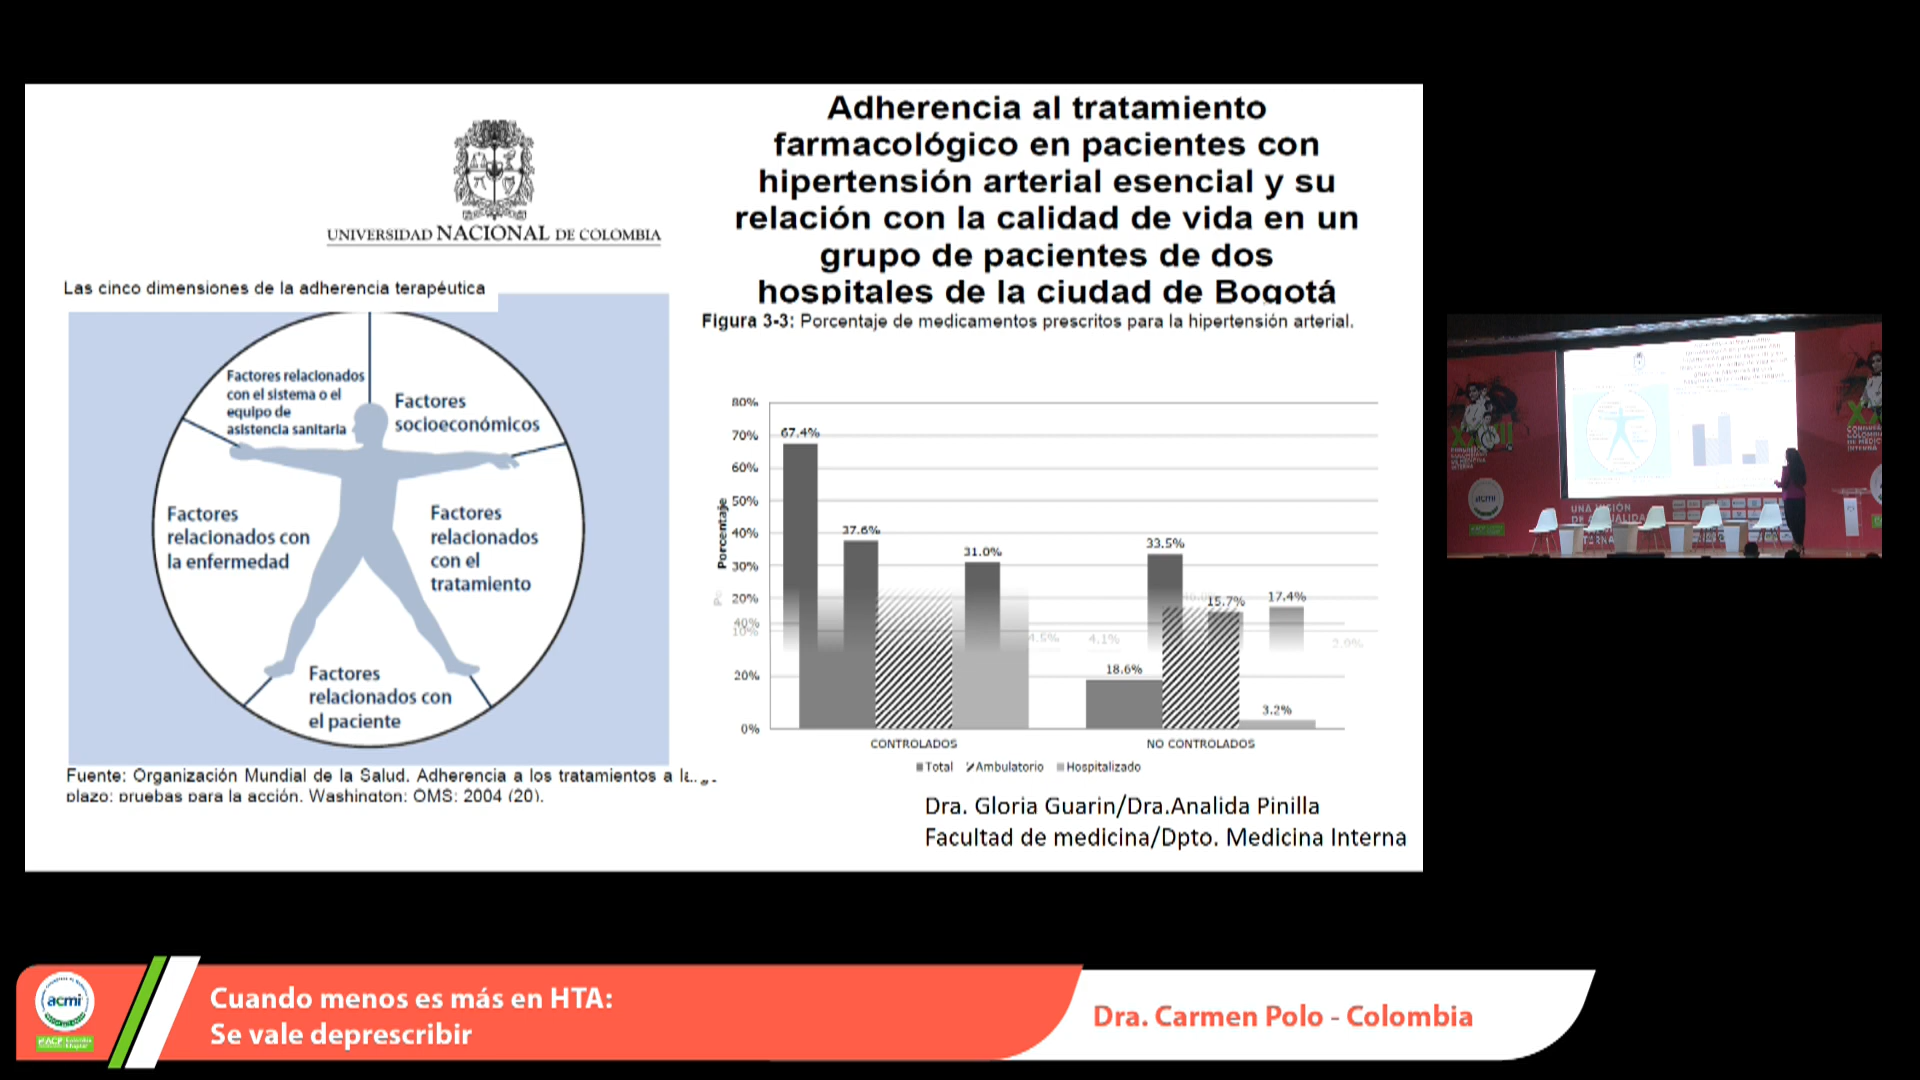 UNIVERSIDAD NACIONAL DE COLOMBIA
Las cinco dimensiones de la adherencia terapéutica
Factores relacionados
con el sistema o el
equipo de
asistencia sanitaria
Factores
socioeconómicos
Factores
relacionados con
la enfermedad
Factores
relacionados
con el
tratamiento
Factores
relacionados con
el paciente
Fuente: Organización Mundial de la Salud. Adherencia a los tratamientos a
plazo: pruebas para la acción. Washington: OMS; 2004 (20).
Adherencia al tratamiento
farmacológico en pacientes con
hipertensión arterial esencial y su
relación con la calidad de vida en un
grupo de pacientes de dos
hospitales de la ciudad de Bogotá
Figura 3-3: Porcentaje de medicamentos prescritos para la hipertensión arterial.
Porcentaje
80%
70%
60%
50%
40%
30%
20%
40%
10%
20%
0%
67.4%
37.6%
31.0%
4.5%
4.1%
33.5%
15.7%
17.4%
2.9%
18.6%
3.2%
CONTROLADOS
NO CONTROLADOS
Total Ambulatorio Hospitalizado
Dra. Gloria Guarin/Dra.Analida Pinilla
Facultad de medicina/Dpto. Medicina Interna
acmi
Cuando menos es más en HTA:
Se vale deprescribir
Dra. Carmen Polo - Colombia